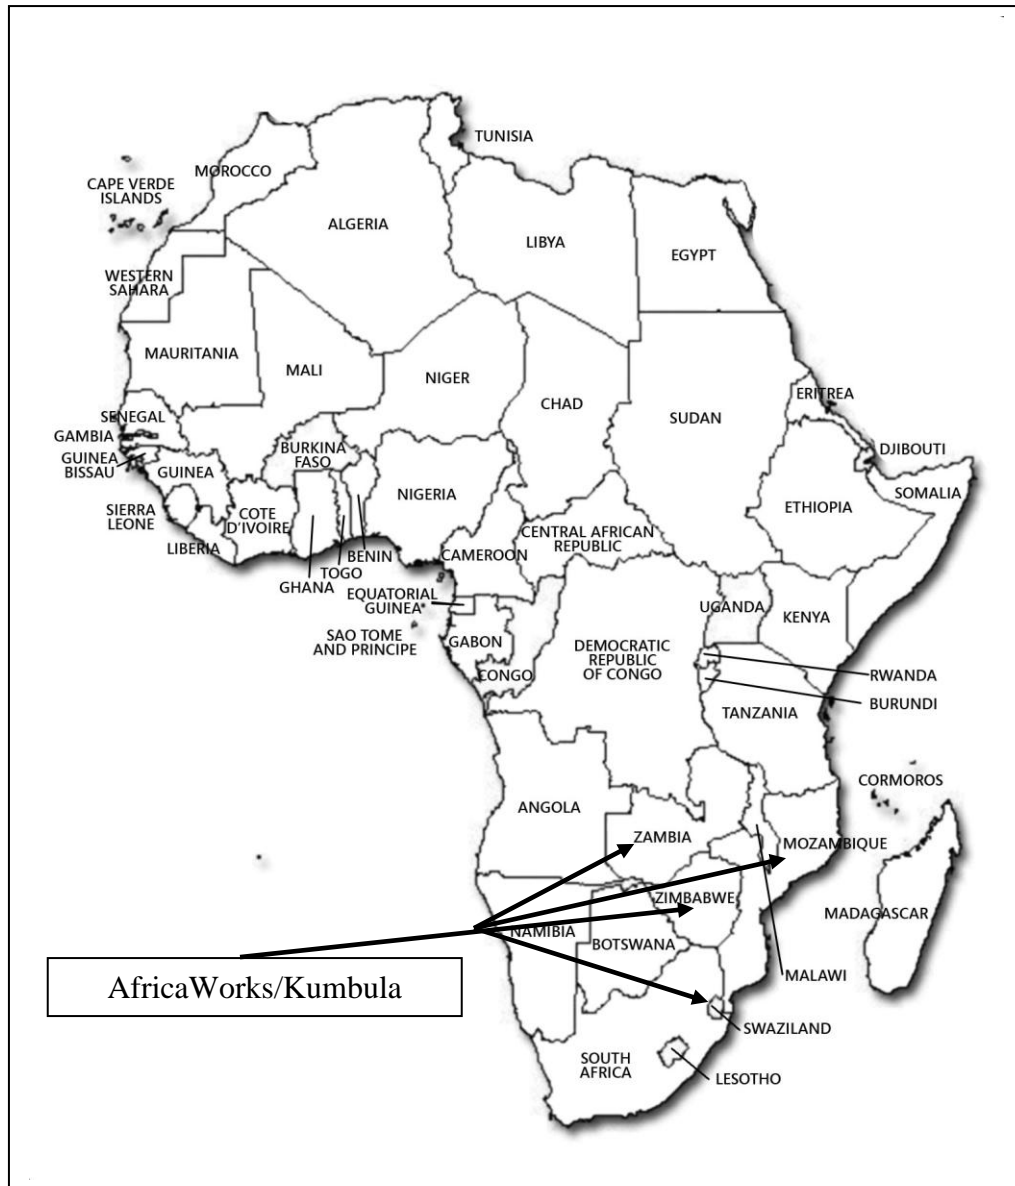 TUNISIA
MOROCCO
CAPE VERDE
ISLANDS
ALGERIA
LIBYA
EGYPT
WESTERN
SAHARA
MAURITANIA
MALI
NIGER
CHAD
SUDAN
ERITREA
SENEGAL
GAMBIA
GUINEA
BISSAU
GUINEA
BURKINA
FASO
NIGERIA
DJIBOUTI
SOMALIA
ETHIOPIA
SIERRA
LEONE
COTE
D'IVOIRE
LIBERIA
GHANA
TOGO
BENIN
CAMEROON
CENTRAL AFRICAN
REPUBLIC
EQUATORIAL
GUINEA
SAO TOME
AND PRINCIPE
GABON
CONGO
DEMOCRATIC
REPUBLIC
OF CONGO
UGANDA
KENYA
RWANDA
BURUNDI
TANZANIA
CORMOROS
ANGOLA
ZAMBIA
MOZAMBIQUE
ZIMBABWE
NAMIBIA
BOTSWANA
MADAGASCAR
MALAWI
AfricaWorks/Kumbula
SWAZILAND
SOUTH
AFRICA
LESOTHO